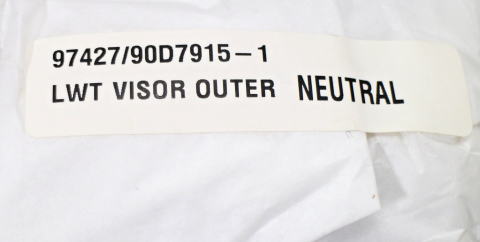 97427/90D7915-1
LWT VISOR OUTER NEUTRAL